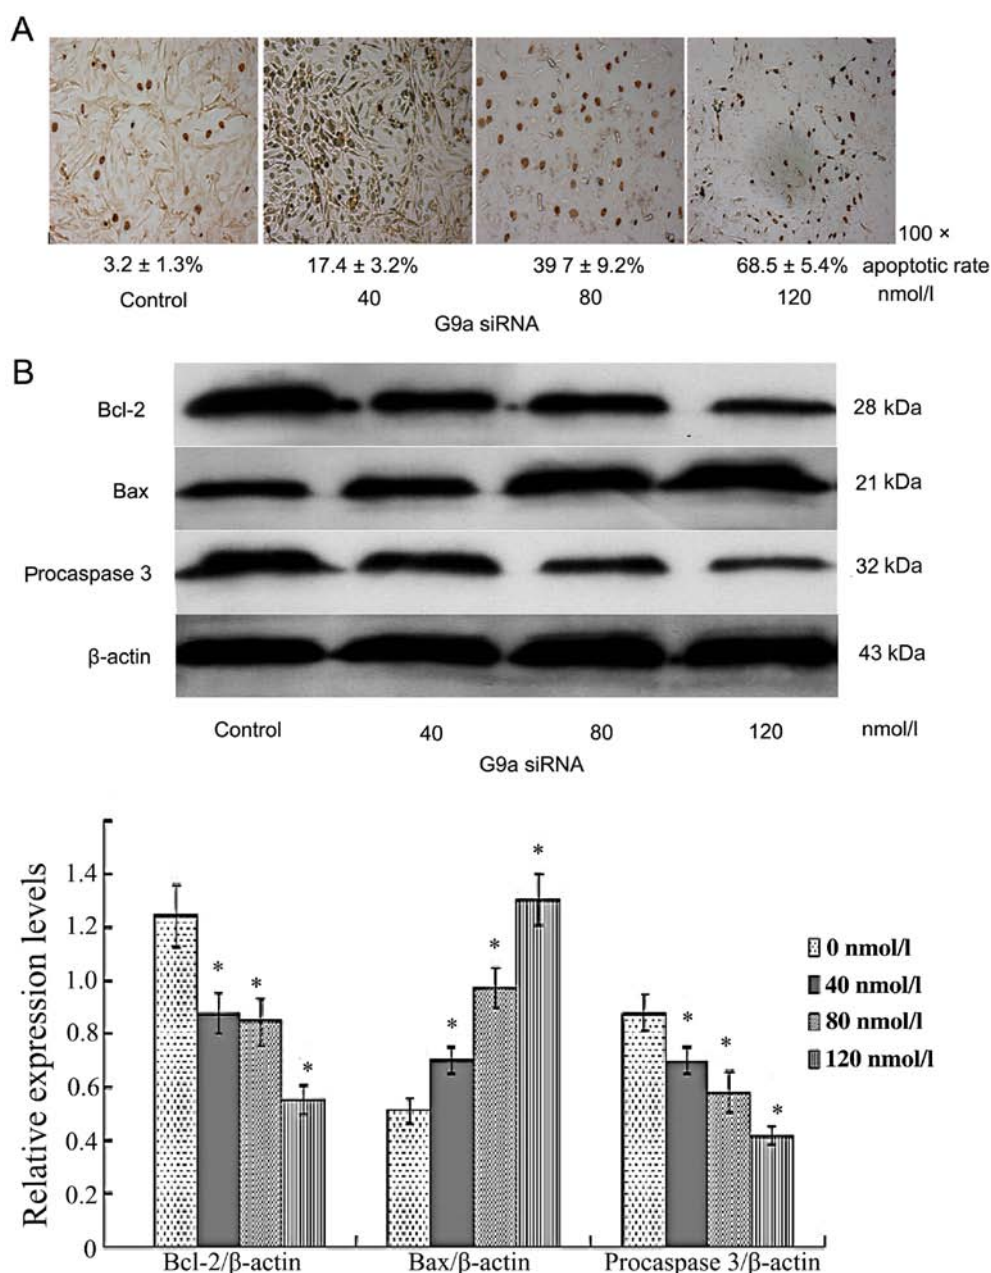 A
100 ×
3.2 ± 1.3% 17.4 ± 3.2% 39 7 ± 9.2% 68.5 ± 5.4% apoptotic rate
Control 40 80 120 nmol/l
G9a siRNA
B
Bcl-2 28 kDa
Bax 21 kDa
Procaspase 3 32 kDa
β-actin 43 kDa
Control 40 80 120 nmol/l
G9a siRNA
Relative expression levels
1.4
1.2
1.0
0.8
0.6
0.4
0.2
0
* * * * * * * * *
0 nmol/l
40 nmol/l
80 nmol/l
120 nmol/l
Bcl-2/β-actin Bax/β-actin Procaspase 3/β-actin